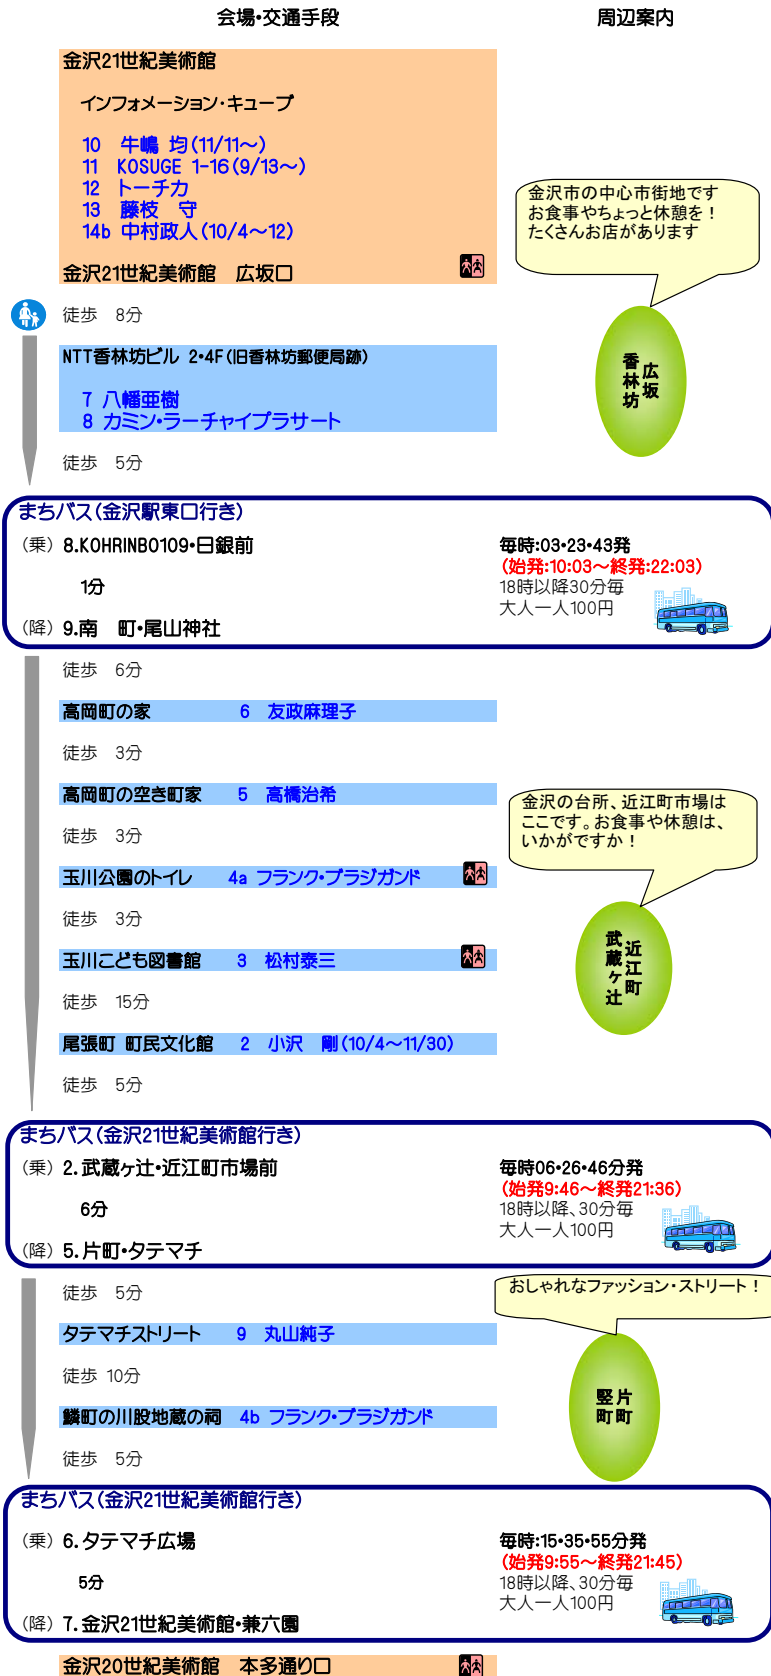 会場・交通手段
周辺案内
金沢21世紀美術館
インフォメーション・キューブ
10 牛嶋 均(11/11～)
11 KOSUGE 1-16(9/13～)
12 トーチカ
13 藤枝 守
14b 中村政人(10/4～12)
金沢21世紀美術館 広坂口
金沢市の中心市街地です
お食事やちょっと休憩を！
たくさんお店があります
広坂
香林坊
徒歩 8分
NTT香林坊ビル 2・4F(旧香林坊郵便局跡)
7 八幡亜樹
8 カミン・ラーチャイプラサート
徒歩 5分
まちバス(金沢駅東口行き)
(乗) 8.KOHRINBO109・日銀前
1分
(降) 9.南 町・尾山神社
毎時:03・23・43発
(始発:10:03～終発:22:03)
18時以降30分毎
大人一人100円
徒歩 6分
高岡町の家 6 友政麻理子
徒歩 3分
高岡町の空き町家 5 高橋治希
徒歩 3分
玉川公園のトイレ 4a フランク・ブラジガンド
徒歩 3分
玉川こども図書館 3 松村泰三
徒歩 15分
尾張町 町民文化館 2 小沢 剛(10/4～11/30)
徒歩 5分
金沢の台所、近江町市場は
ここです。お食事や休憩は、
いかがですか！
近江町
武蔵ヶ辻
まちバス(金沢21世紀美術館行き)
(乗) 2.武蔵ヶ辻・近江町市場前
6分
(降) 5.片町・タテマチ
毎時06・26・46分発
(始発9:46～終発21:36)
18時以降、30分毎
大人一人100円
徒歩 5分
タテマチストリート 9 丸山純子
徒歩 10分
鱗町の川股地蔵の祠 4b フランク・ブラジガンド
徒歩 5分
おしゃれなファッション・ストリート！
片町
竪町
まちバス(金沢21世紀美術館行き)
(乗) 6.タテマチ広場
5分
(降) 7.金沢21世紀美術館・兼六園
毎時:15・35・55分発
(始発9:55～終発21:45)
18時以降、30分毎
大人一人100円
金沢20世紀美術館 本多通り口